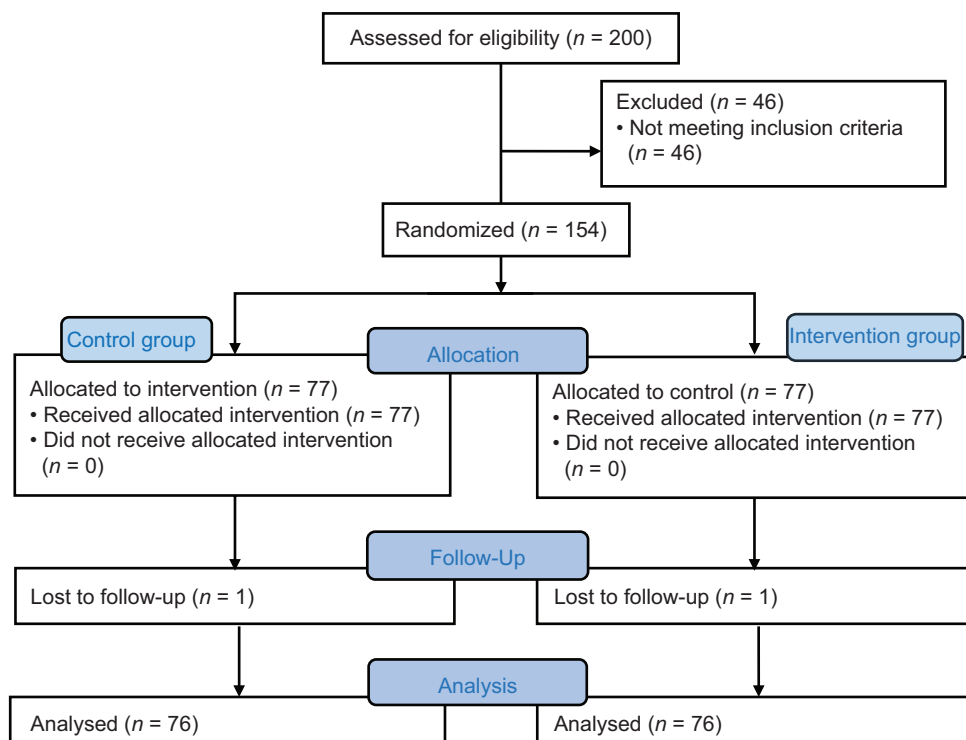 Assessed for eligibility (n = 200)
Excluded (n = 46)
• Not meeting inclusion criteria
(n = 46)
Randomized (n = 154)
Control group
Allocation
Intervention group
Allocated to intervention (n = 77)
• Received allocated intervention (n = 77)
• Did not receive allocated intervention
(n = 0)
Allocated to control (n = 77)
• Received allocated intervention (n = 77)
• Did not receive allocated intervention
(n = 0)
Follow-Up
Lost to follow-up (n = 1)
Lost to follow-up (n = 1)
Analysis
Analysed (n = 76)
Analysed (n = 76)